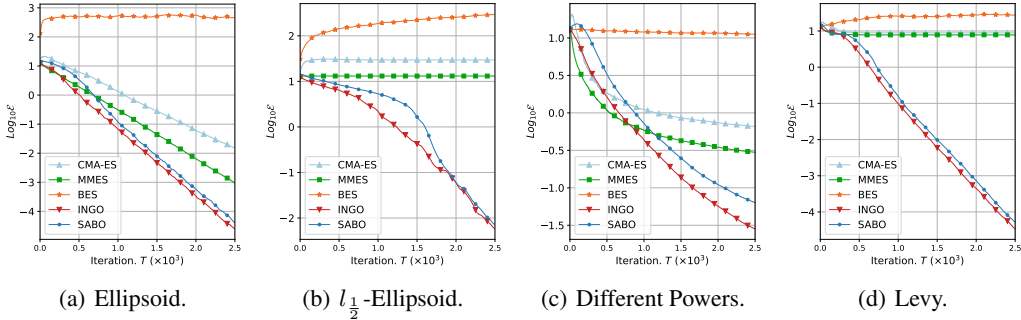 3
2
1
0
−1
−2
−3
−4
Log₁₀ℰ
CMA-ES
MMES
BES
INGO
SABO
0.0 0.5 1.0 1.5 2.0 2.5
Iteration. T (×10³)
(a) Ellipsoid.
2
1
0
−1
−2
Log₁₀ℰ
CMA-ES
MMES
BES
INGO
SABO
0.0 0.5 1.0 1.5 2.0 2.5
Iteration. T (×10³)
(b) l½-Ellipsoid.
1.0
0.5
0.0
−0.5
−1.0
−1.5
Log₁₀ℰ
CMA-ES
MMES
BES
INGO
SABO
0.0 0.5 1.0 1.5 2.0 2.5
Iteration. T (×10³)
(c) Different Powers.
1
0
−1
−2
−3
−4
Log₁₀ℰ
CMA-ES
MMES
BES
INGO
SABO
0.0 0.5 1.0 1.5 2.0 2.5
Iteration. T (×10³)
(d) Levy.